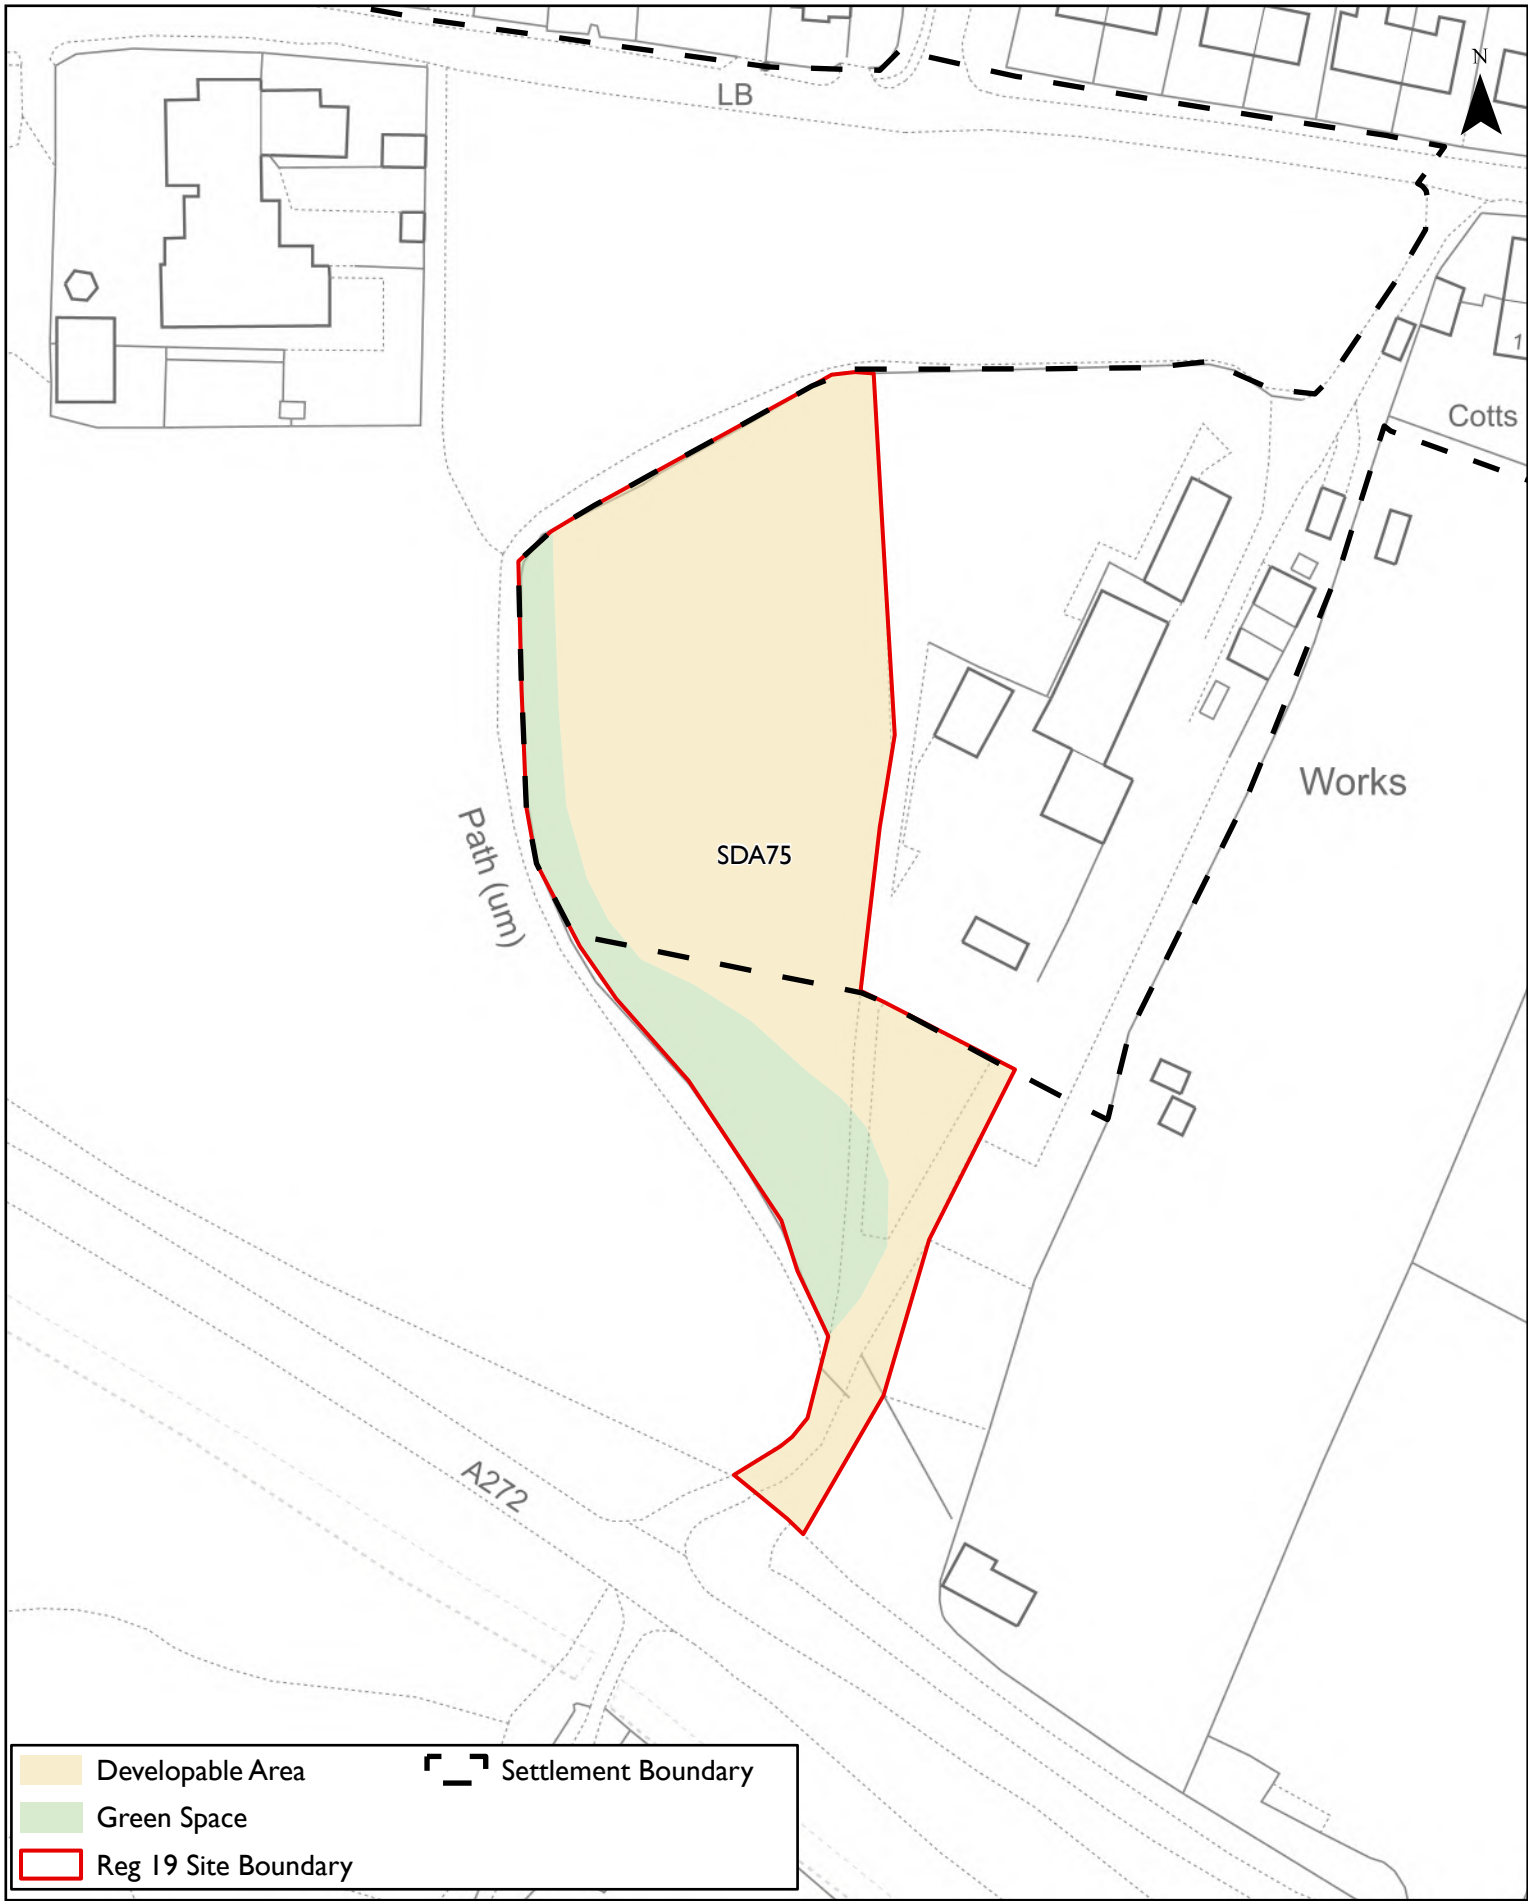 N
LB
1
Cotts
Works
SDA75
Path (um)
A272
Developable Area
Settlement Boundary
Green Space
Reg 19 Site Boundary